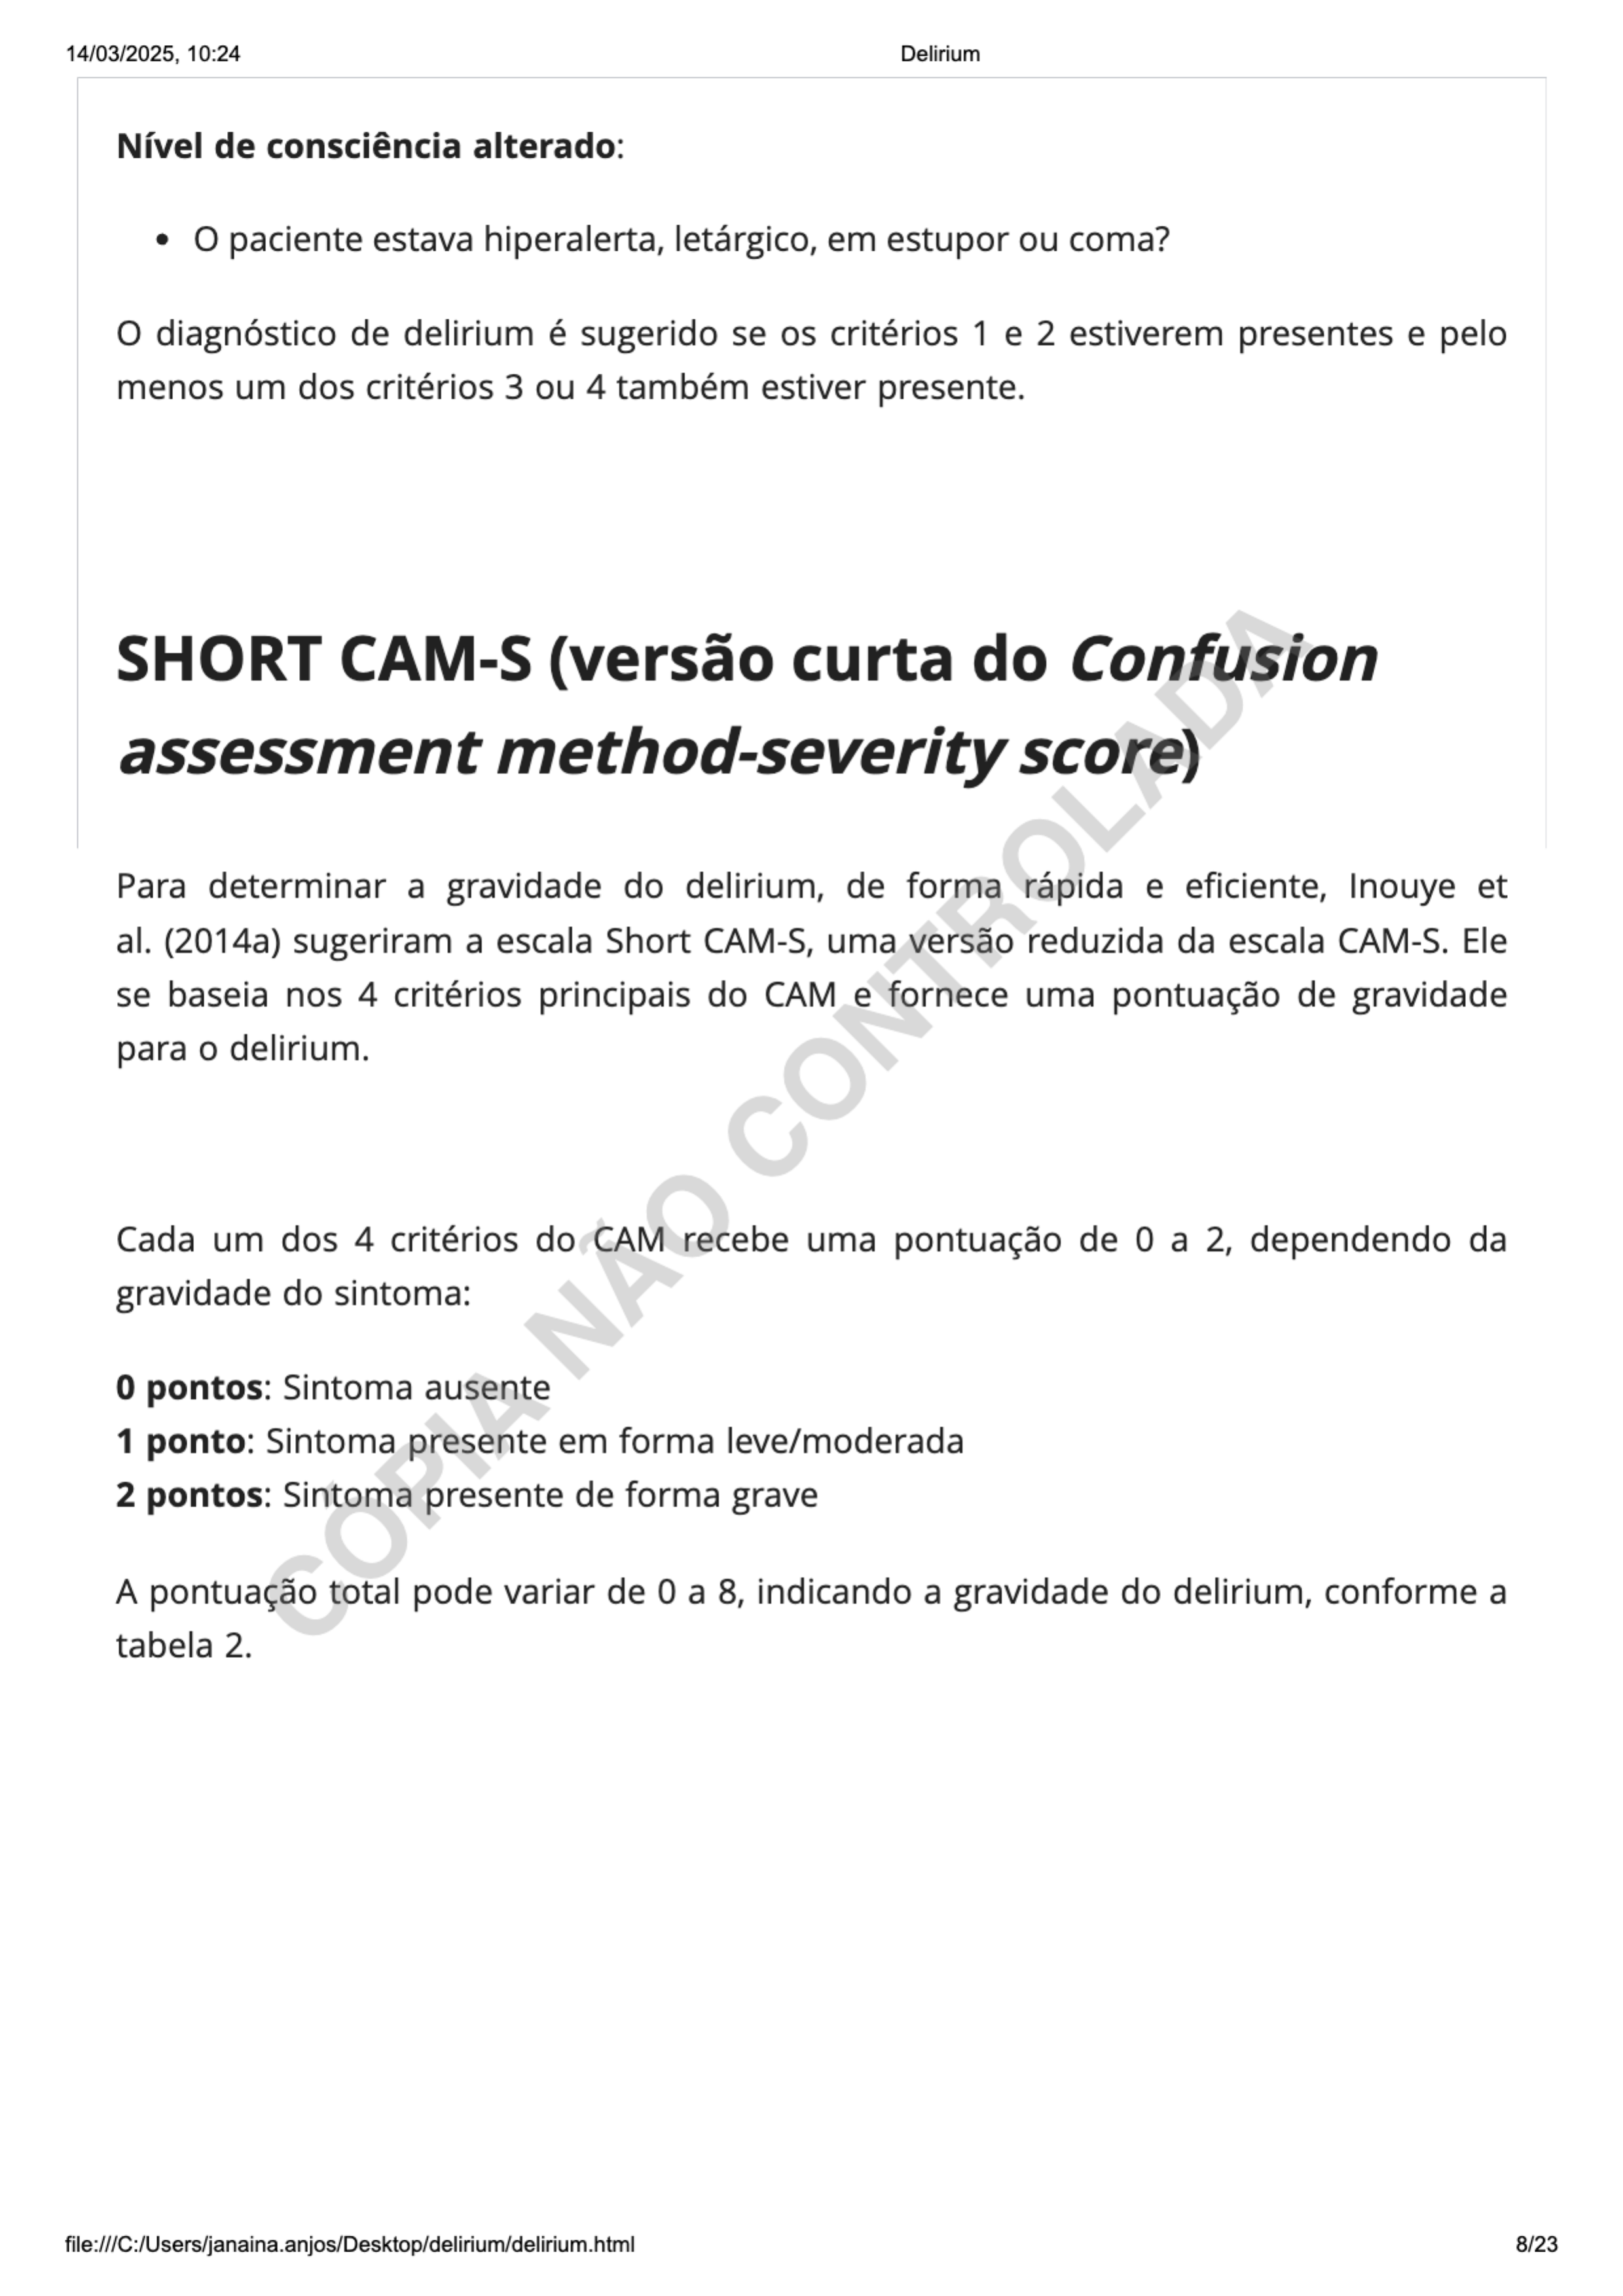 14/03/2025, 10:24 Delirium
Nível de consciência alterado:
• O paciente estava hiperalerta, letárgico, em estupor ou coma?
O diagnóstico de delirium é sugerido se os critérios 1 e 2 estiverem presentes e pelo
menos um dos critérios 3 ou 4 também estiver presente.
SHORT CAM-S (versão curta do Confusion
assessment method-severity score)
Para determinar a gravidade do delirium, de forma rápida e eficiente, Inouye et
al. (2014a) sugeriram a escala Short CAM-S, uma versão reduzida da escala CAM-S. Ele
se baseia nos 4 critérios principais do CAM e fornece uma pontuação de gravidade
para o delirium.
Cada um dos 4 critérios do CAM recebe uma pontuação de 0 a 2, dependendo da
gravidade do sintoma:
0 pontos: Sintoma ausente
1 ponto: Sintoma presente em forma leve/moderada
2 pontos: Sintoma presente de forma grave
A pontuação total pode variar de 0 a 8, indicando a gravidade do delirium, conforme a
tabela 2.
CÓPIA NÃO CONTROLADA
file:///C:/Users/janaina.anjos/Desktop/delirium/delirium.html 8/23